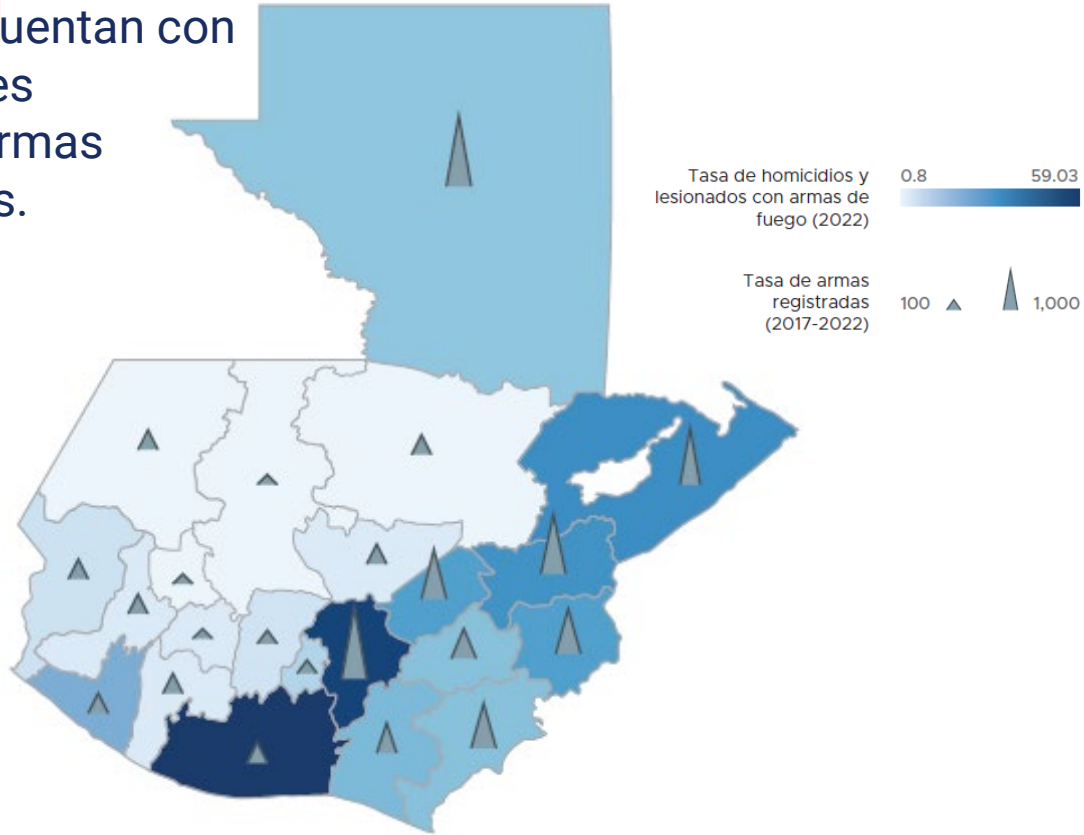 uentan con
es
rmas
s.
Tasa de homicidios y
lesionados con armas de
fuego (2022)
0.8 59.03
Tasa de armas
registradas
(2017-2022)
100 1,000